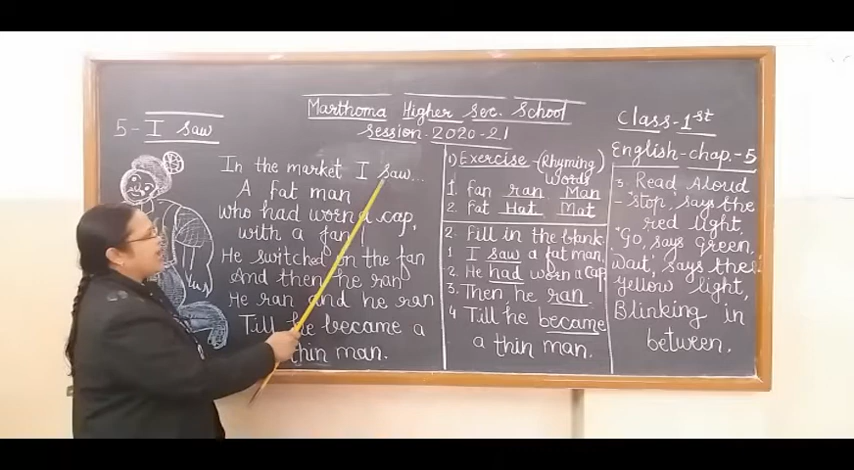 Marthoma Higher Sec. School
Session-2020-21
Class-1st
English-chap.-5
5-I saw
In the market I saw...
A fat man
who had worn a cap,
with a fan!
He switched on the fan
And then he ran
He ran and he ran
Till he became a
thin man.
1) Exercise-(Rhyming)
words
1. fan ran Man
2. Fat Hat Mat
2. Fill in the blank.
1 I saw a fat man.
2. He had worn a cap.
3. Then he ran.
4 Till he became
a thin man.
3. Read Aloud
-'stop', says the
red light,
'Go, says green,
Wait', says the
yellow light,
Blinking in
between.